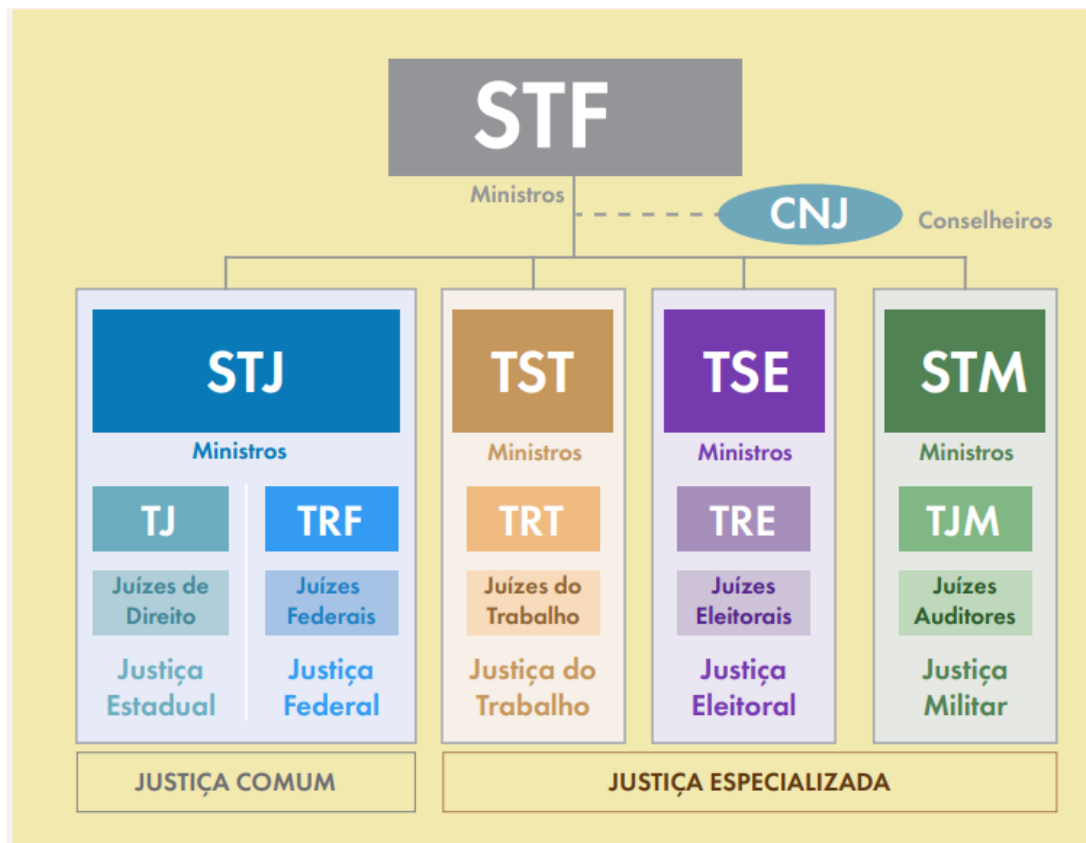 STF
Ministros
CNJ
Conselheiros
STJ
Ministros
TJ
Juízes de
Direito
Justiça
Estadual
TRF
Juízes
Federais
Justiça
Federal
TST
Ministros
TRT
Juízes do
Trabalho
Justiça do
Trabalho
TSE
Ministros
TRE
Juízes
Eleitorais
Justiça
Eleitoral
STM
Ministros
TJM
Juízes
Auditores
Justiça
Militar
JUSTIÇA COMUM
JUSTIÇA ESPECIALIZADA